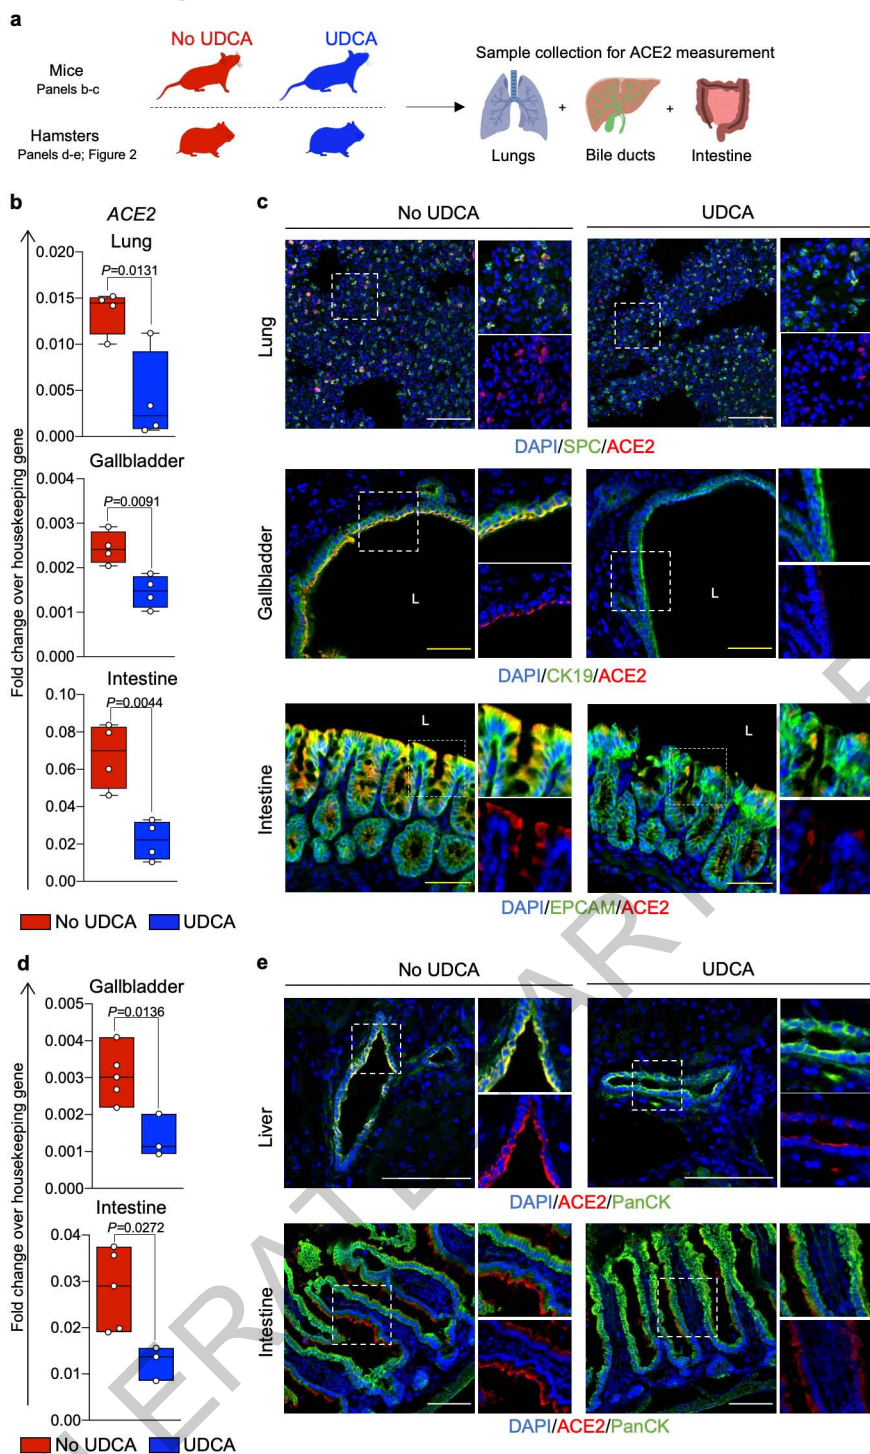 a
No UDCA
UDCA
Mice
Panels b-c
Hamsters
Panels d-e; Figure 2
Sample collection for ACE2 measurement
+
+
Lungs
Bile ducts
Intestine
b
ACE2
Lung
Fold change over housekeeping gene
0.020
0.015
0.010
0.005
0.000
P=0.0131
Gallbladder
0.004
0.003
0.002
0.001
0.000
P=0.0091
Intestine
0.10
0.08
0.06
0.04
0.02
0.00
P=0.0044
No UDCA
UDCA
c
No UDCA
UDCA
Lung
DAPI/SPC/ACE2
Gallbladder
L
L
DAPI/CK19/ACE2
Intestine
L
L
DAPI/EPCAM/ACE2
d
Gallbladder
Fold change over housekeeping gene
0.005
0.004
0.003
0.002
0.001
0.000
P=0.0136
Intestine
0.04
0.03
0.02
0.01
0.00
P=0.0272
No UDCA
UDCA
e
No UDCA
UDCA
Liver
DAPI/ACE2/PanCK
Intestine
DAPI/ACE2/PanCK